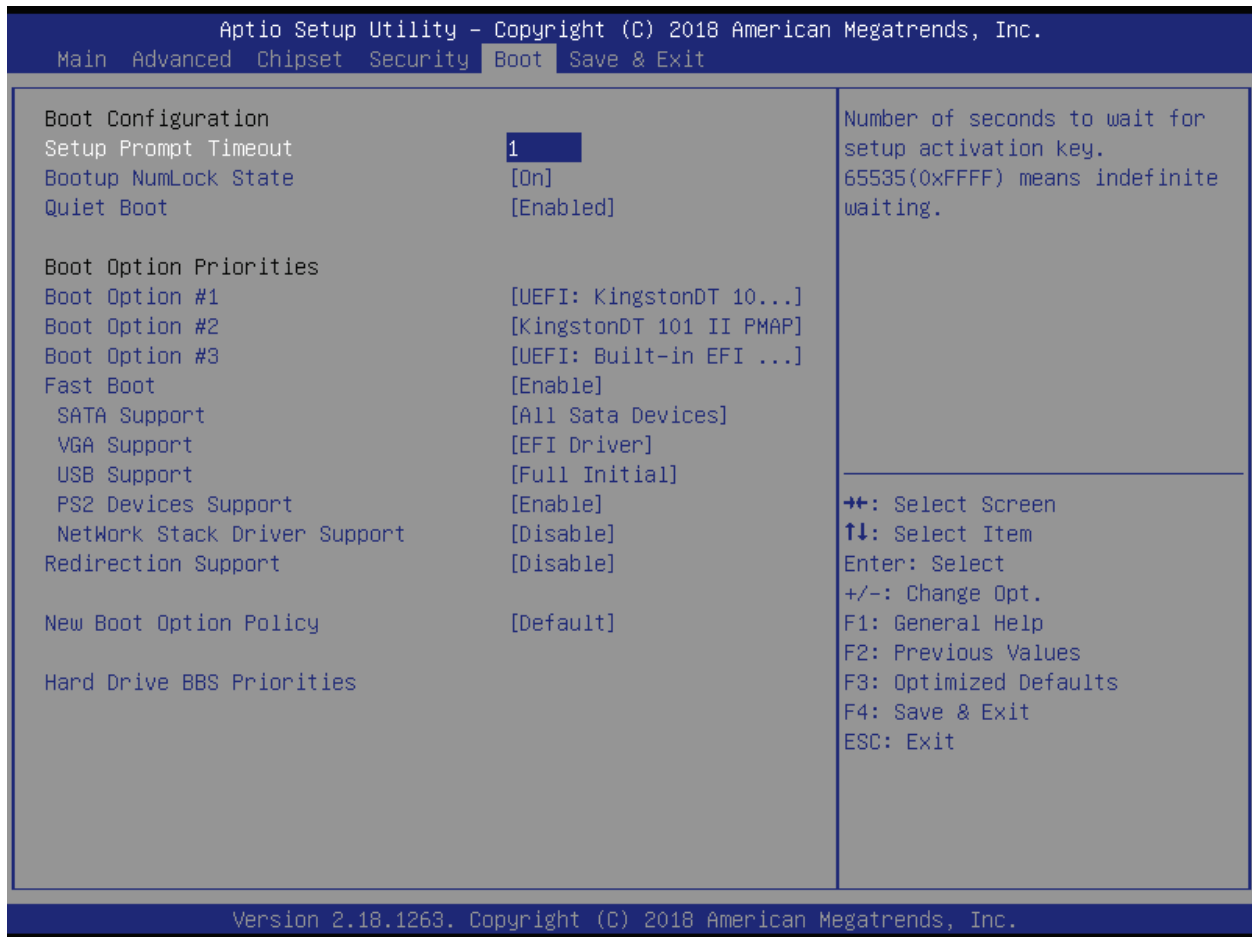 Aptio Setup Utility – Copyright (C) 2018 American Megatrends, Inc.
Main Advanced Chipset Security Boot Save & Exit
Boot Configuration
Setup Prompt Timeout 1
Bootup NumLock State [On]
Quiet Boot [Enabled]
Boot Option Priorities
Boot Option #1 [UEFI: KingstonDT 10...]
Boot Option #2 [KingstonDT 101 II PMAP]
Boot Option #3 [UEFI: Built-in EFI ...]
Fast Boot [Enable]
SATA Support [All Sata Devices]
VGA Support [EFI Driver]
USB Support [Full Initial]
PS2 Devices Support [Enable]
NetWork Stack Driver Support [Disable]
Redirection Support [Disable]
New Boot Option Policy [Default]
Hard Drive BBS Priorities
Number of seconds to wait for
setup activation key.
65535(0xFFFF) means indefinite
waiting.
→←: Select Screen
↑↓: Select Item
Enter: Select
+/-: Change Opt.
F1: General Help
F2: Previous Values
F3: Optimized Defaults
F4: Save & Exit
ESC: Exit
Version 2.18.1263. Copyright (C) 2018 American Megatrends, Inc.